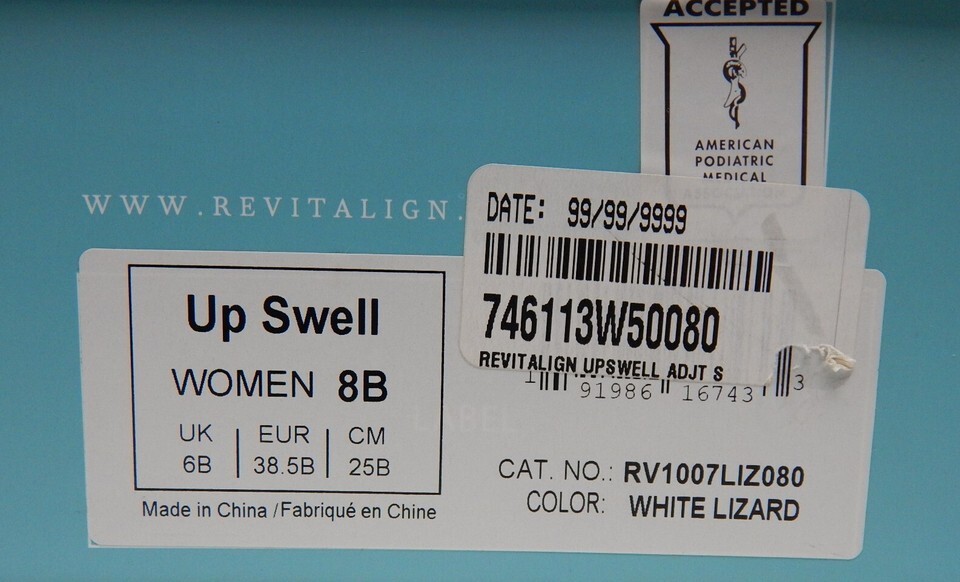 ACCEPTED
AMERICAN
PODIATRIC
MEDICAL
WWW.REVITALIGN.
DATE: 99/99/9999
746113W50080
REVITALIGN UPSWELL ADJT S
1 91986 16743 3
Up Swell
WOMEN 8B
UK EUR CM
6B 38.5B 25B
Made in China / Fabriqué en Chine
CAT. NO.: RV1007LIZ080
COLOR: WHITE LIZARD